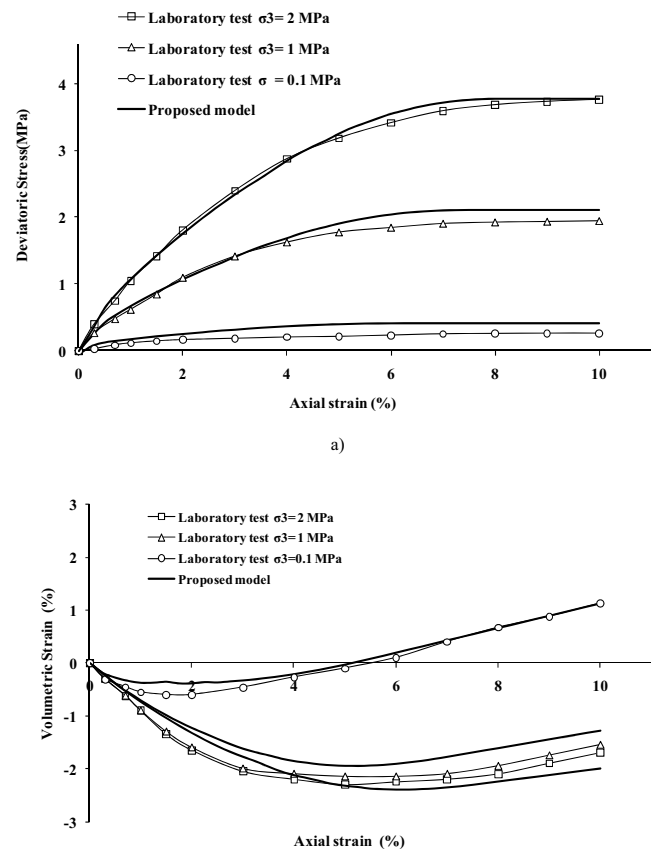 Laboratory test σ3= 2 MPa
Laboratory test σ3= 1 MPa
Laboratory test σ = 0.1 MPa
Proposed model
Deviatoric Stress(MPa)
4
3
2
1
0
0 2 4 6 8 10
Axial strain (%)
a)
3
2
1
0
-1
-2
-3
Laboratory test σ3= 2 MPa
Laboratory test σ3= 1 MPa
Laboratory test σ3=0.1 MPa
Proposed model
Volumetric Strain (%)
0 2 4 6 8 10
Axial strain (%)